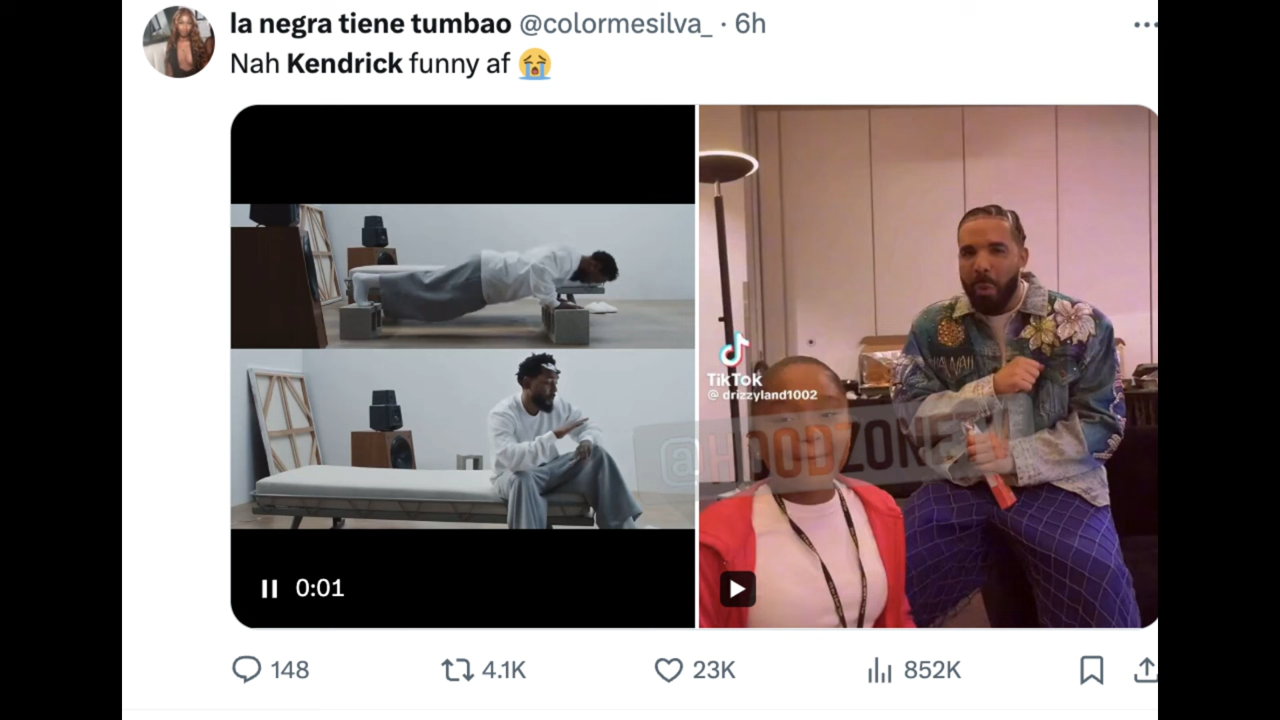 la negra tiene tumbao @colormesilva_ · 6h
Nah Kendrick funny af 😭
TikTok
@drizzyland1002
@HOODZONE
0:01
148 4.1K 23K 852K